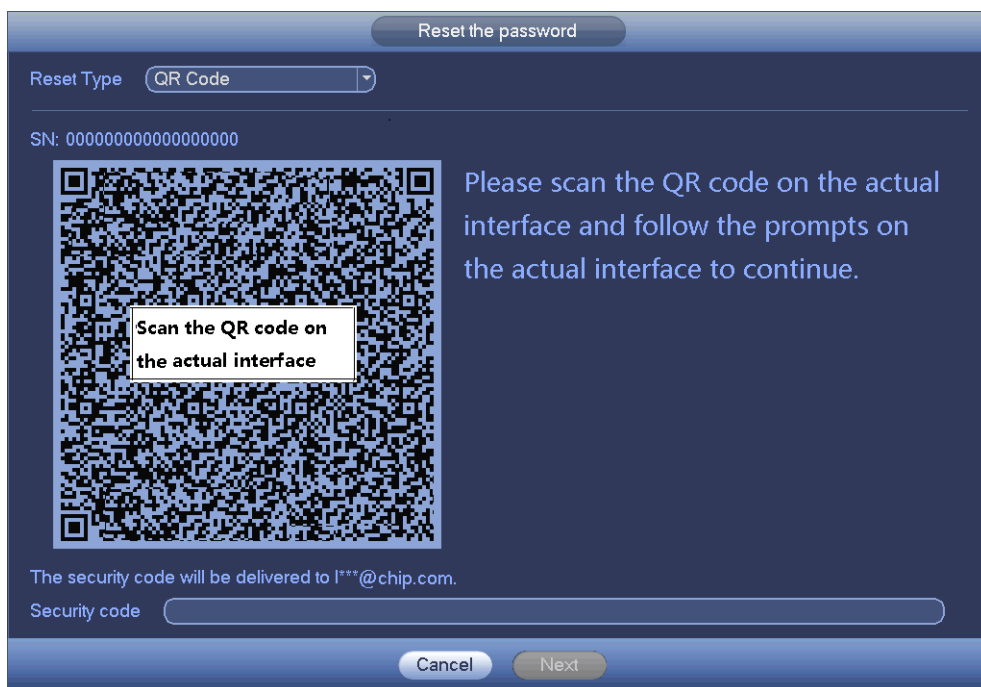 Reset the password
Reset Type QR Code
SN: 000000000000000000
Please scan the QR code on the actual
interface and follow the prompts on
the actual interface to continue.
Scan the QR code on
the actual interface
The security code will be delivered to l***@chip.com.
Security code
Cancel Next